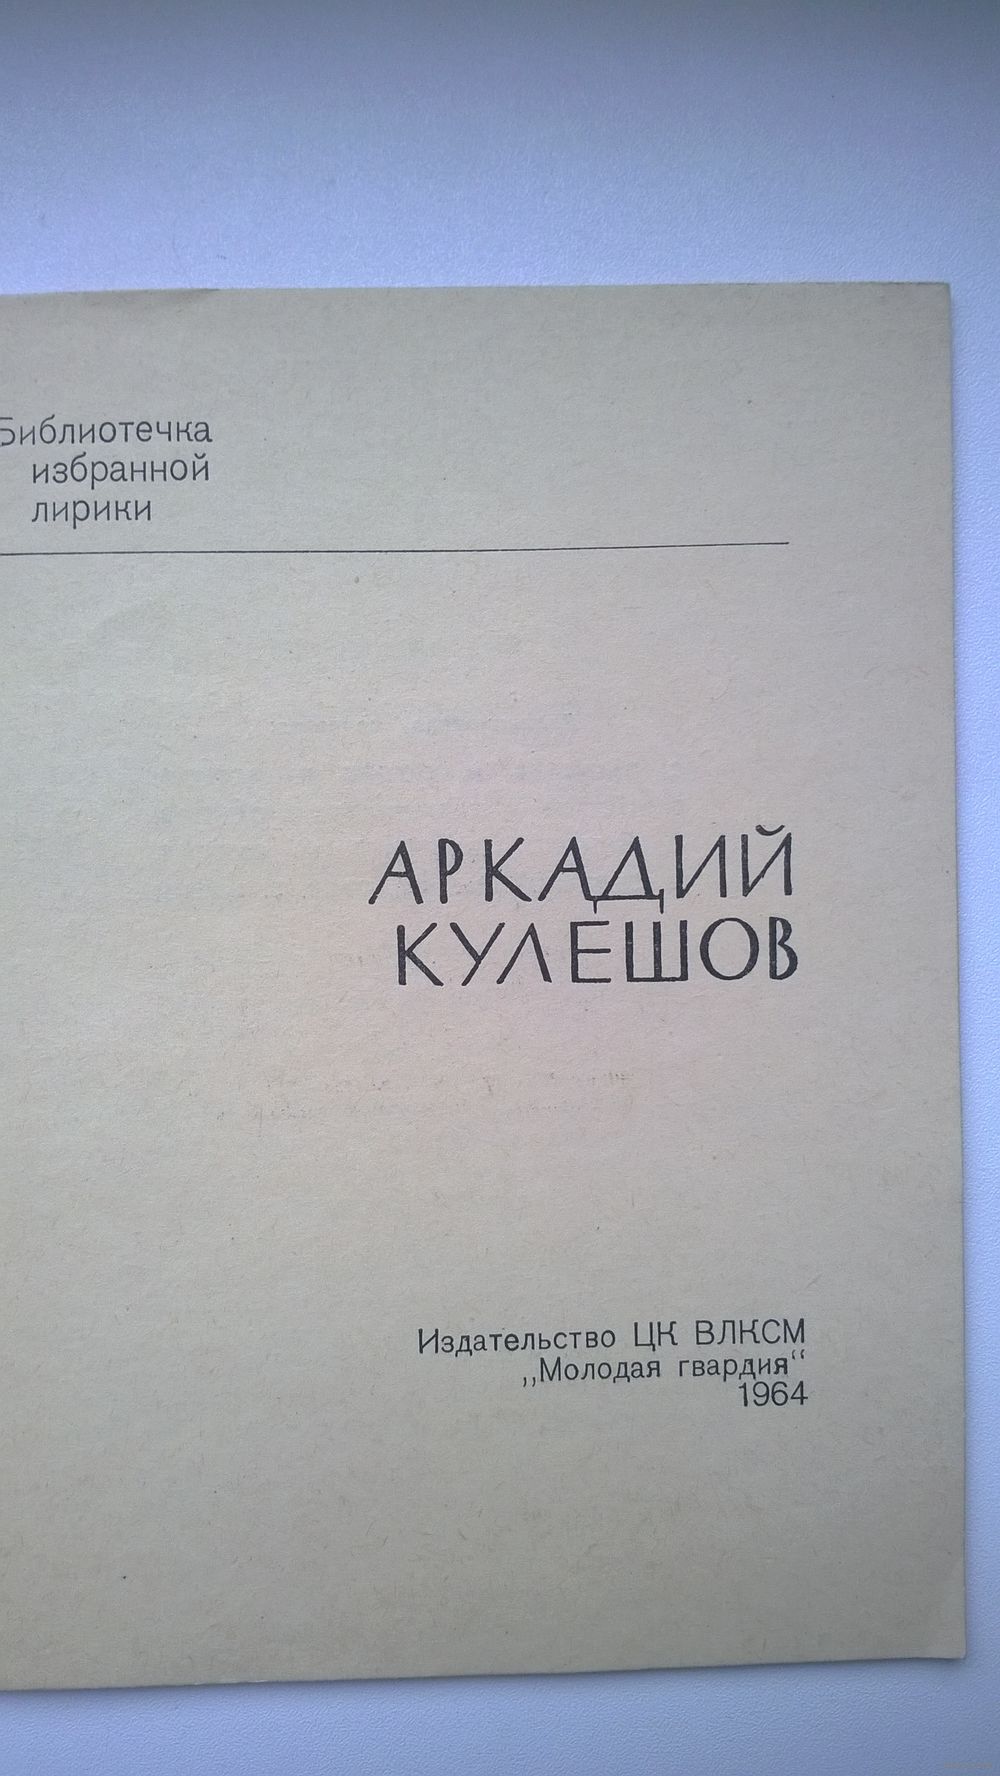 Библиотечка
избранной
лирики
АРКАДИЙ
КУЛЕШОВ
Издательство ЦК ВЛКСМ
„Молодая гвардия“
1964